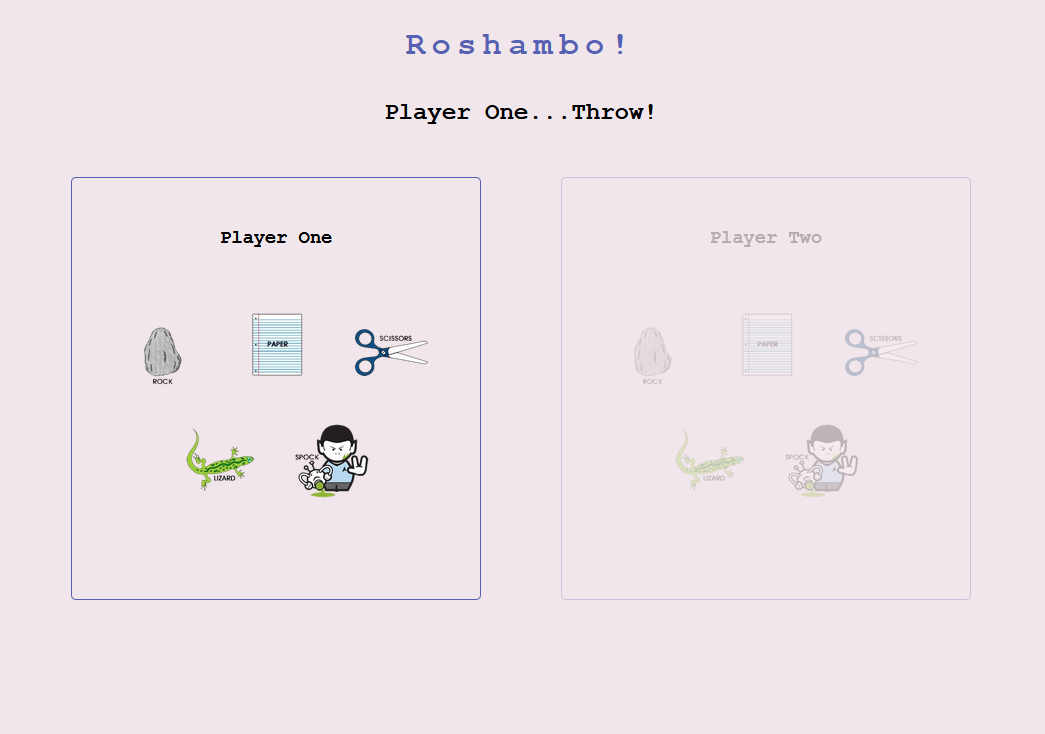 Roshambo!
Player One...Throw!
Player One
ROCK
PAPER
SCISSORS
LIZARD
SPOCK
Player Two
ROCK
PAPER
SCISSORS
LIZARD
SPOCK